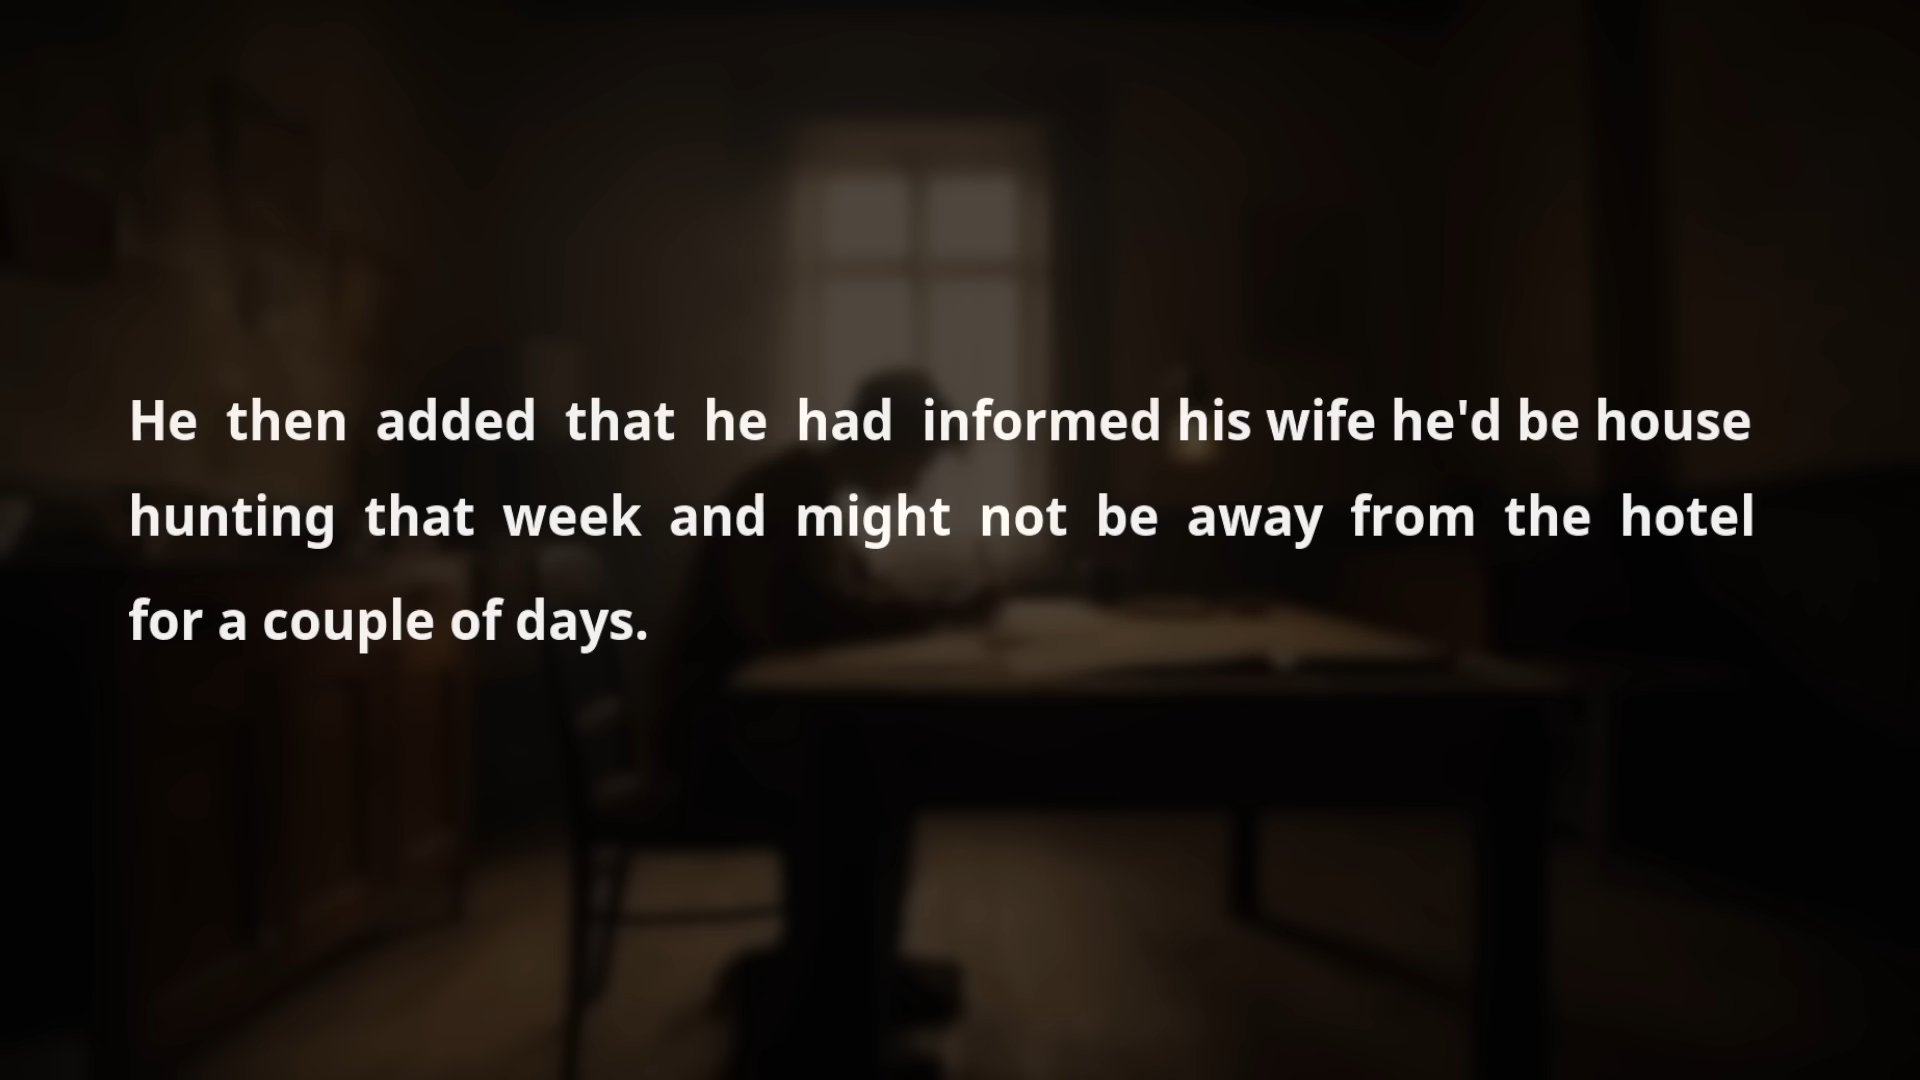 He then added that he had informed his wife he'd be house
hunting that week and might not be away from the hotel
for a couple of days.